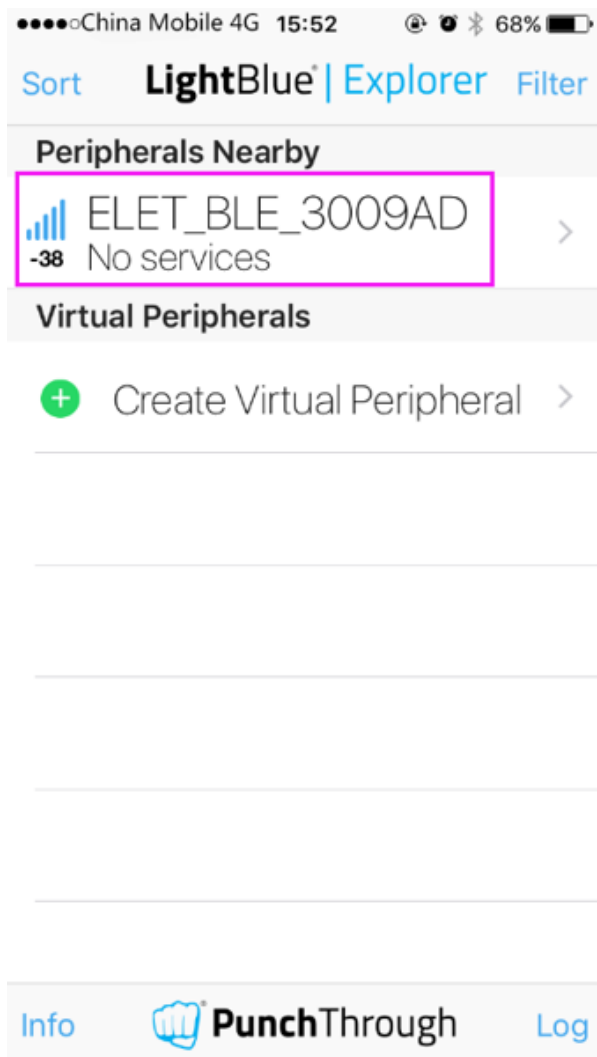 China Mobile 4G 15:52 68%
Sort LightBlue® | Explorer Filter
Peripherals Nearby
ELET_BLE_3009AD
-38 No services
Virtual Peripherals
Create Virtual Peripheral
Info PunchThrough Log